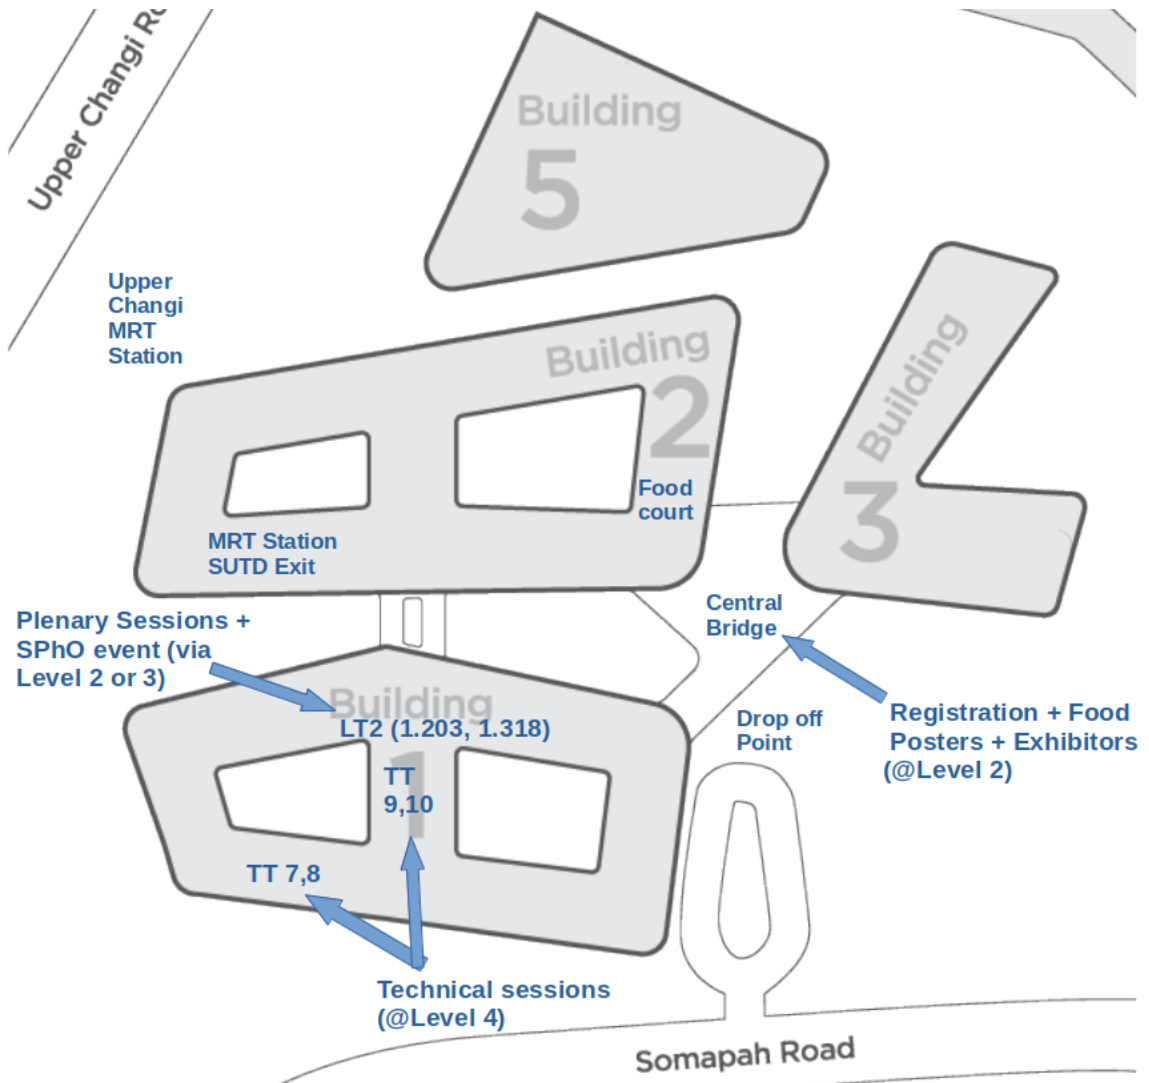 Upper Changi
Building
5
Upper
Changi
MRT
Station
Building
2
Building
3
Food
court
MRT Station
SUTD Exit
Plenary Sessions +
SPhO event (via
Level 2 or 3)
Central
Bridge
Building
1
LT2 (1.203, 1.318)
TT
9,10
TT 7,8
Drop off
Point
Registration + Food
Posters + Exhibitors
(@Level 2)
Technical sessions
(@Level 4)
Somapah Road